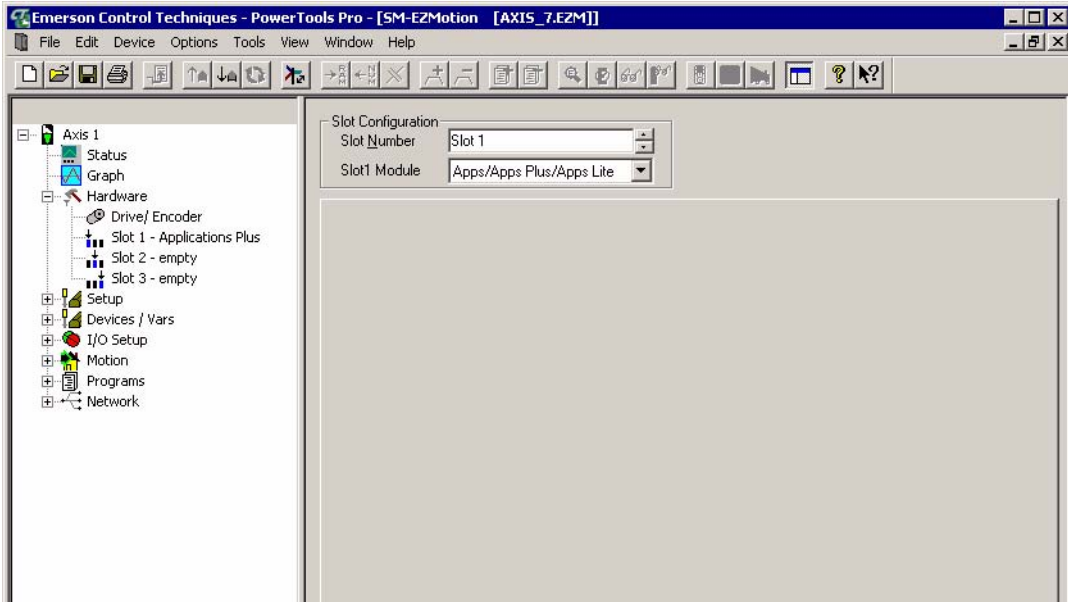 Emerson Control Techniques - PowerTools Pro - [SM-EZMotion [AXIS_7.EZM]]
File Edit Device Options Tools View Window Help
Axis 1
Status
Graph
Hardware
Drive/ Encoder
Slot 1 - Applications Plus
Slot 2 - empty
Slot 3 - empty
Setup
Devices / Vars
I/O Setup
Motion
Programs
Network
Slot Configuration
Slot Number Slot 1
Slot1 Module Apps/Apps Plus/Apps Lite